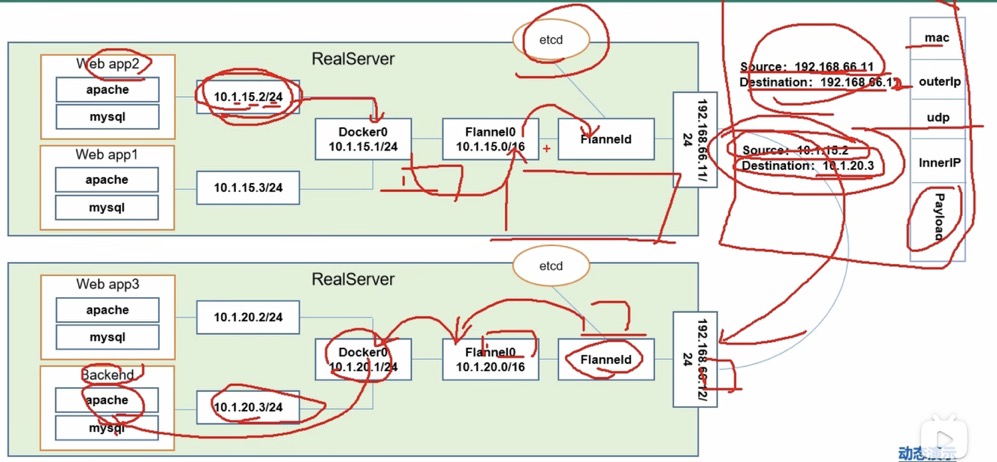 etcd
RealServer
Web app2
apache
mysql
10.1.15.2/24
Docker0
10.1.15.1/24
Flannel0
10.1.15.0/16
Flanneld
192.168.66.11/
24
Web app1
apache
mysql
10.1.15.3/24
mac
Source: 192.168.66.11
Destination: 192.168.66.12
outerIp
udp
Source: 10.1.15.2
Destination: 10.1.20.3
InnerIP
Payload
etcd
RealServer
Web app3
apache
mysql
10.1.20.2/24
Docker0
10.1.20.1/24
Flannel0
10.1.20.0/16
Flanneld
192.168.66.12/
24
Backend
apache
mysql
10.1.20.3/24
动态演示